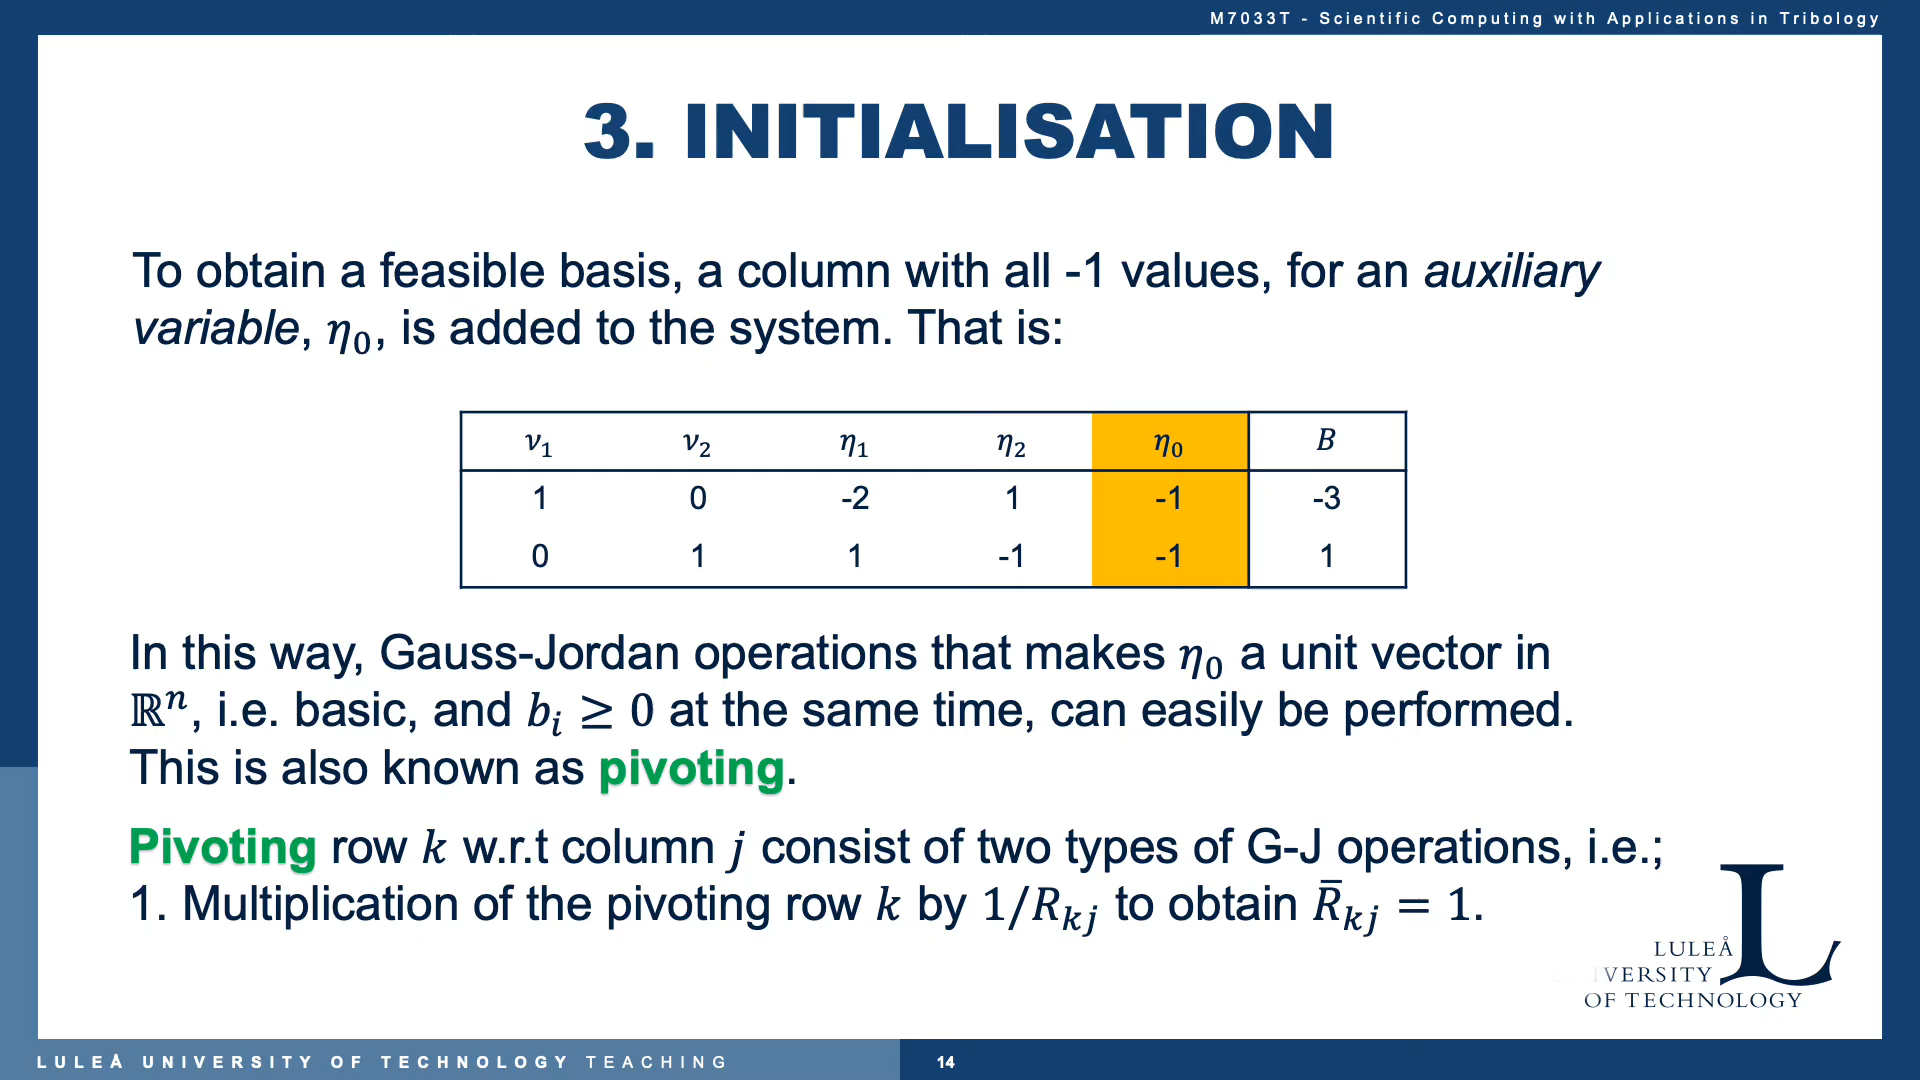 M7033T - Scientific Computing with Applications in Tribology
3. INITIALISATION
To obtain a feasible basis, a column with all -1 values, for an auxiliary
variable, η₀, is added to the system. That is:
ν₁ ν₂ η₁ η₂ η₀ B
1 0 -2 1 -1 -3
0 1 1 -1 -1 1
In this way, Gauss-Jordan operations that makes η₀ a unit vector in
ℝⁿ, i.e. basic, and bᵢ ≥ 0 at the same time, can easily be performed.
This is also known as pivoting.
Pivoting row k w.r.t column j consist of two types of G-J operations, i.e.;
1. Multiplication of the pivoting row k by 1/Rₖⱼ to obtain R̄ₖⱼ = 1.
LULEÅ
OF TECHNOLOGY
LULEÅ UNIVERSITY OF TECHNOLOGY TEACHING
14